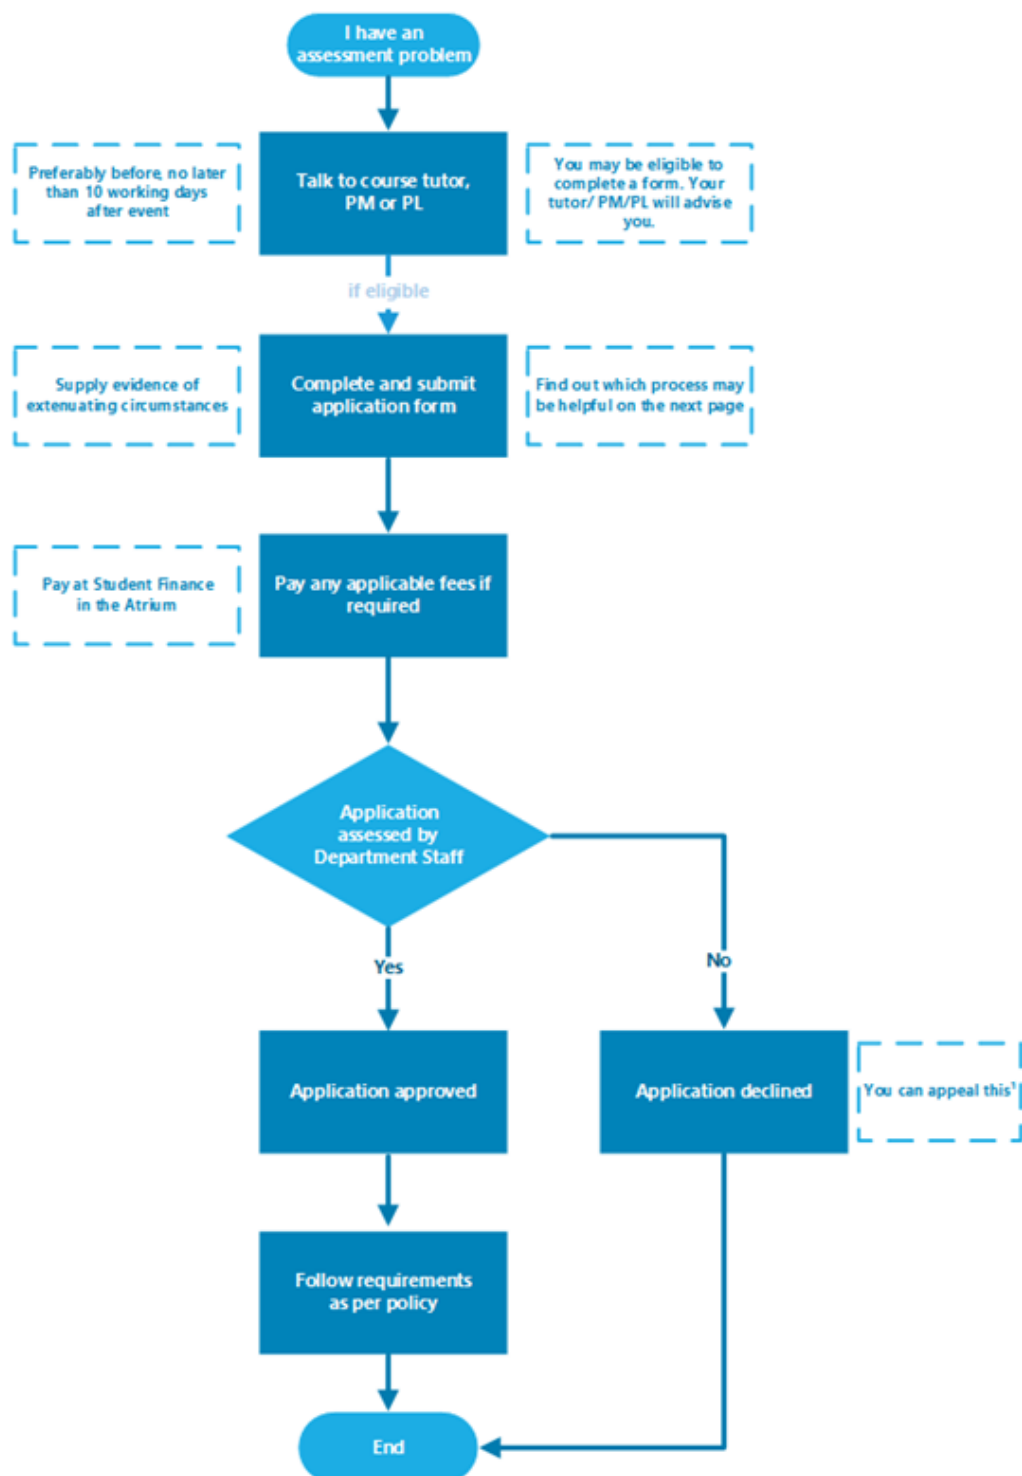 I have an
assessment problem
Preferably before, no later
than 10 working days
after event
Talk to course tutor,
PM or PL
You may be eligible to
complete a form. Your
tutor/ PM/PL will advise
you.
if eligible
Supply evidence of
extenuating circumstances
Complete and submit
application form
Find out which process may
be helpful on the next page
Pay at Student Finance
in the Atrium
Pay any applicable fees if
required
Application
assessed by
Department Staff
Yes
No
Application approved
Application declined
You can appeal this¹
Follow requirements
as per policy
End